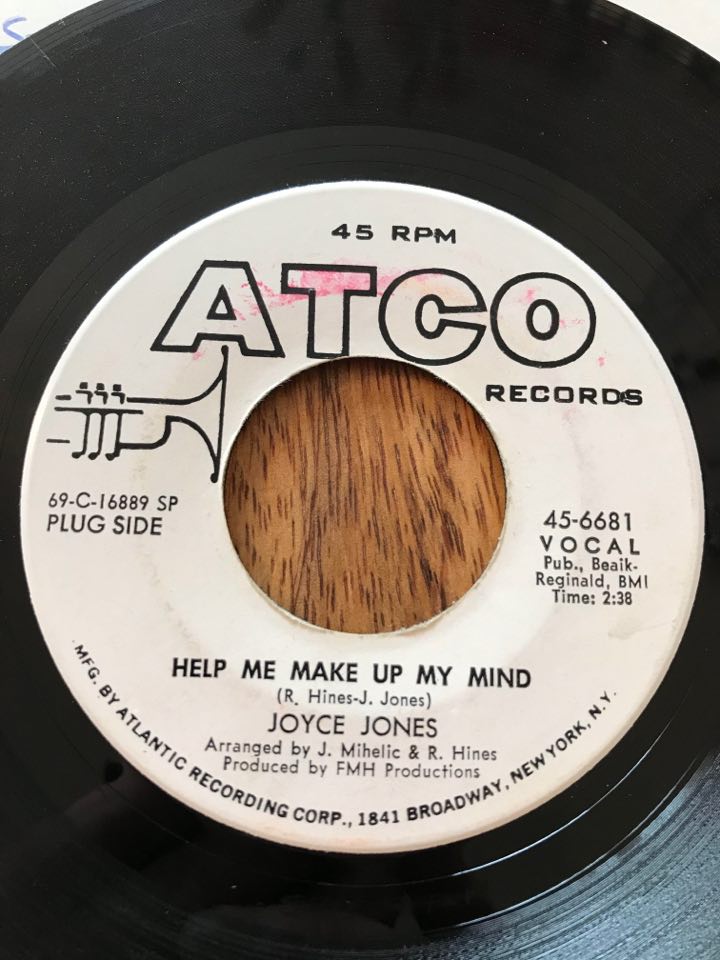 S
45 RPM
ATCO
RECORDS
69-C-16889 SP
PLUG SIDE
45-6681
VOCAL
Pub., Beaik-
Reginald, BMI
Time: 2:38
HELP ME MAKE UP MY MIND
(R. Hines-J. Jones)
JOYCE JONES
Arranged by J. Mihelic & R. Hines
Produced by FMH Productions
MFG. BY ATLANTIC RECORDING CORP., 1841 BROADWAY, NEW YORK, N.Y.